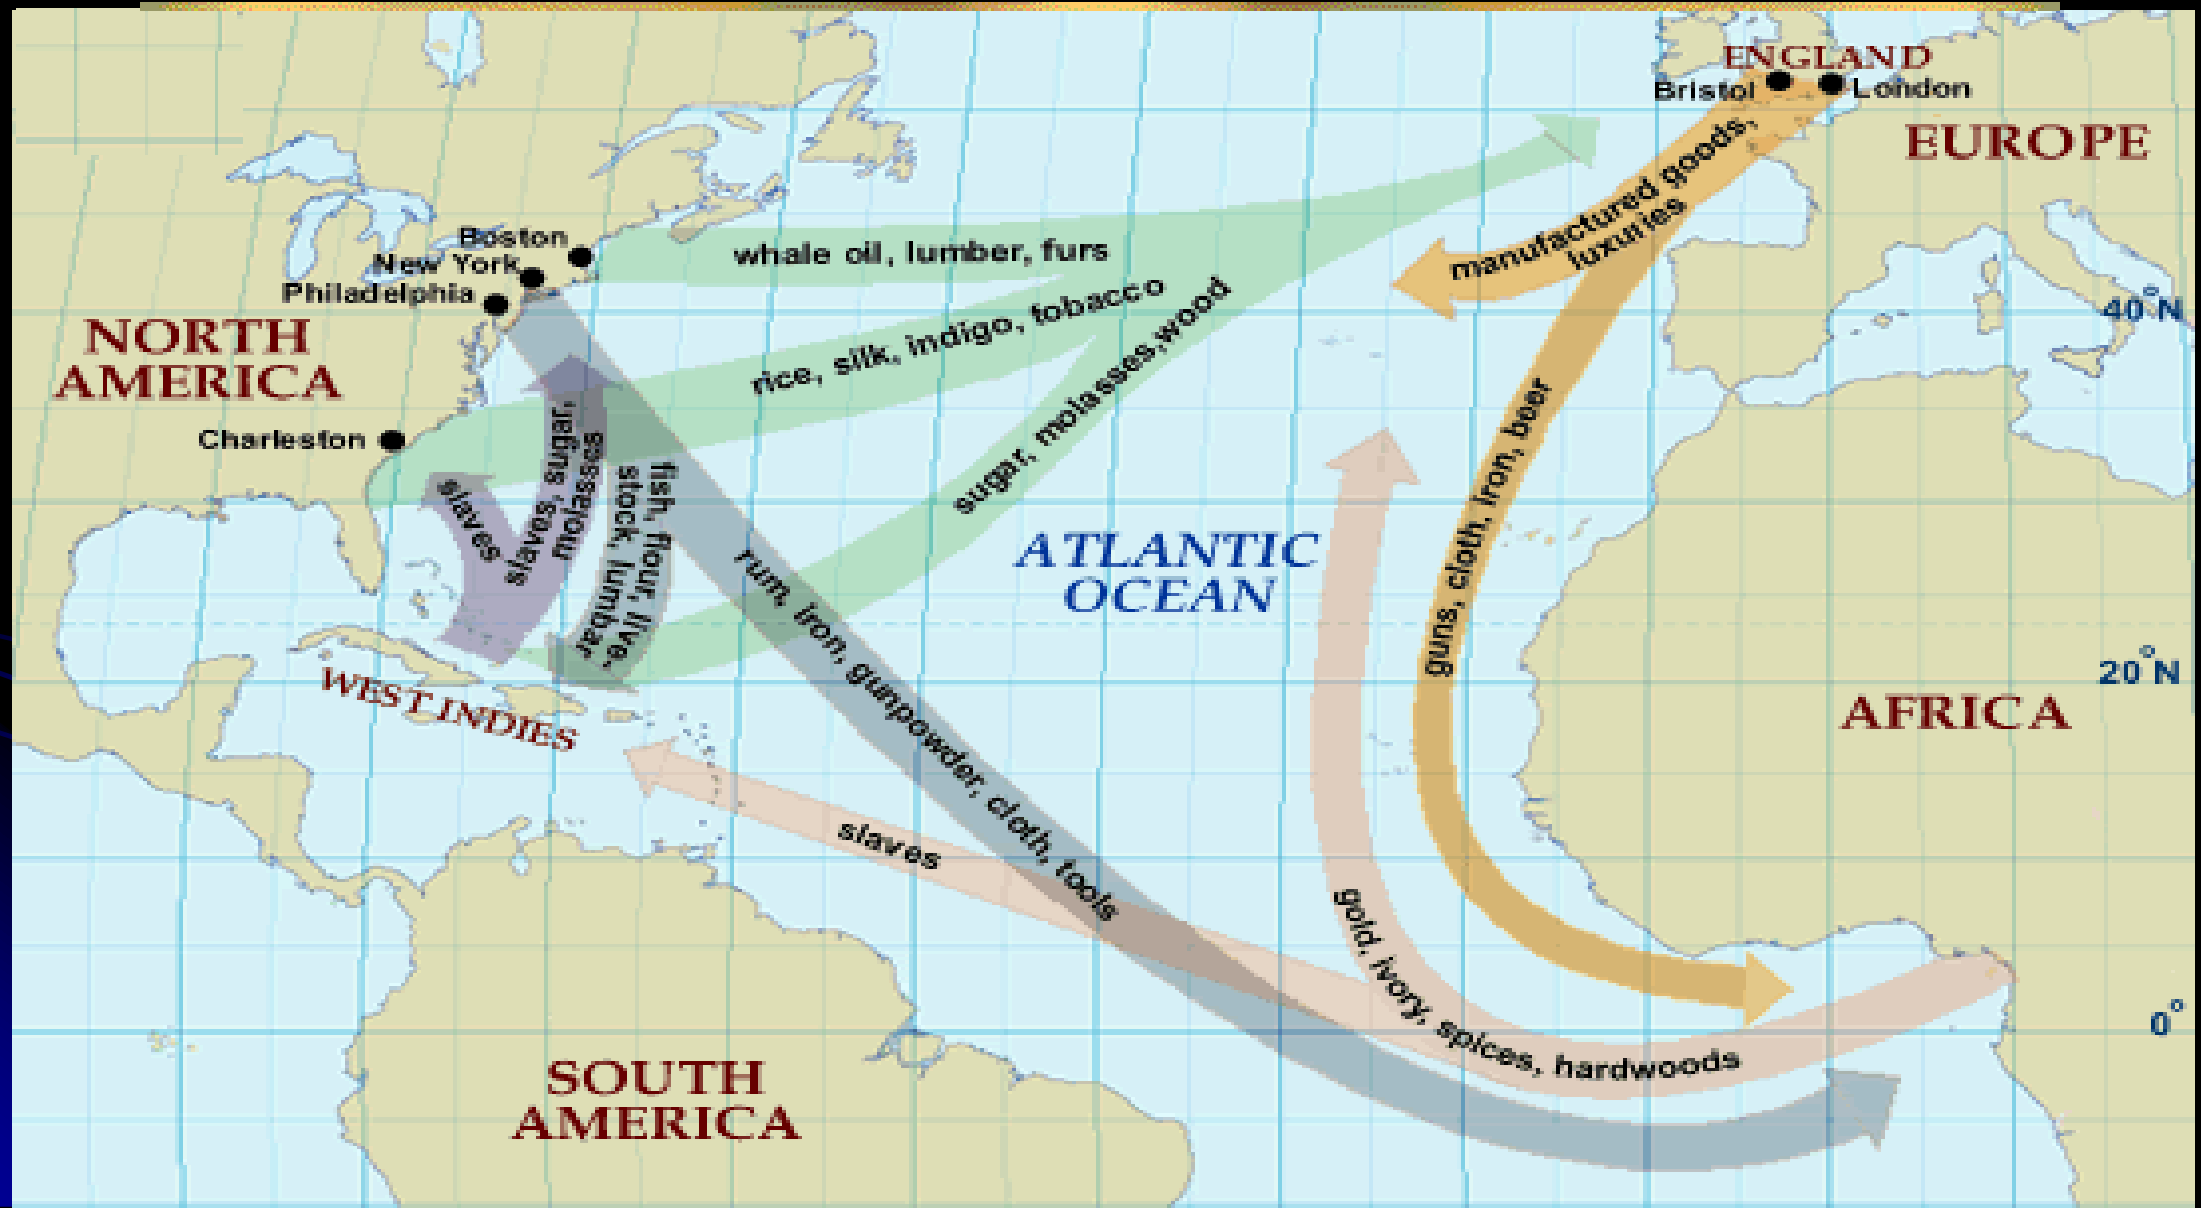 ENGLAND
Bristol
London
EUROPE
manufactured goods,
luxuries
Boston
New York
Philadelphia
whale oil, lumber, furs
rice, silk, indigo, tobacco
sugar, molasses,wood
40°N
NORTH
AMERICA
Charleston
slaves
slaves, sugar,
molasses
fish, flour, live-
stock, lumbar
guns, cloth, iron, beer
rum, iron, gunpowder, cloth, tools
ATLANTIC
OCEAN
20°N
WEST INDIES
AFRICA
slaves
gold, ivory, spices, hardwoods
0°
SOUTH
AMERICA